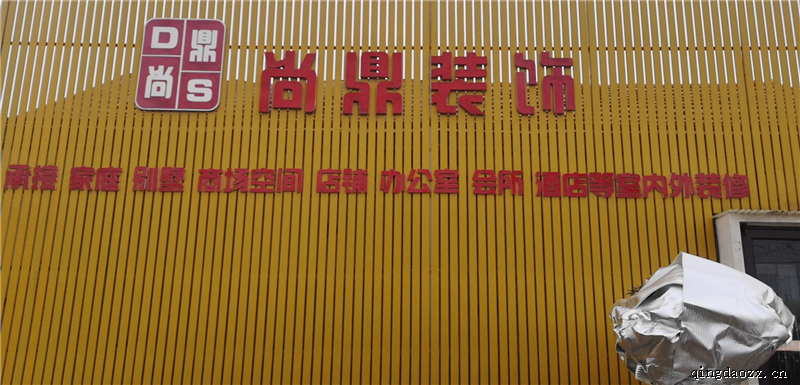 D鼎
尚S
尚鼎装饰
承接 家庭 别墅 商场空间 店铺 办公室 会所 酒店等室内外装修
qingdaozx.cn